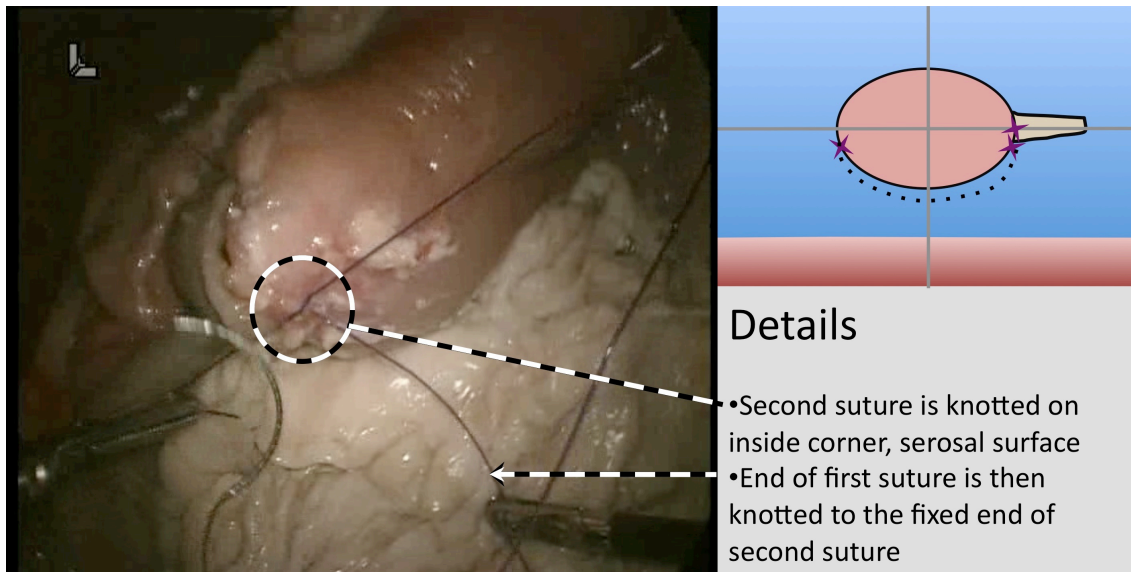 Details
•Second suture is knotted on
inside corner, serosal surface
•End of first suture is then
knotted to the fixed end of
second suture